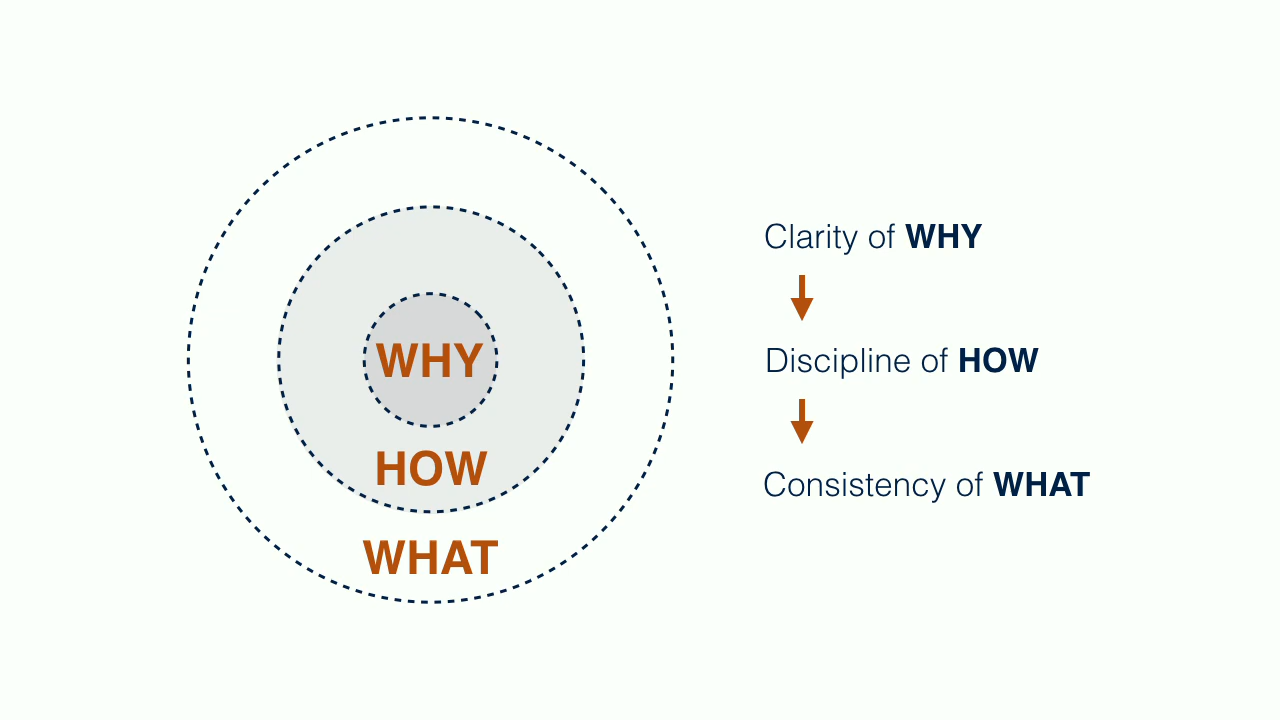 WHY
HOW
WHAT
Clarity of WHY
Discipline of HOW
Consistency of WHAT